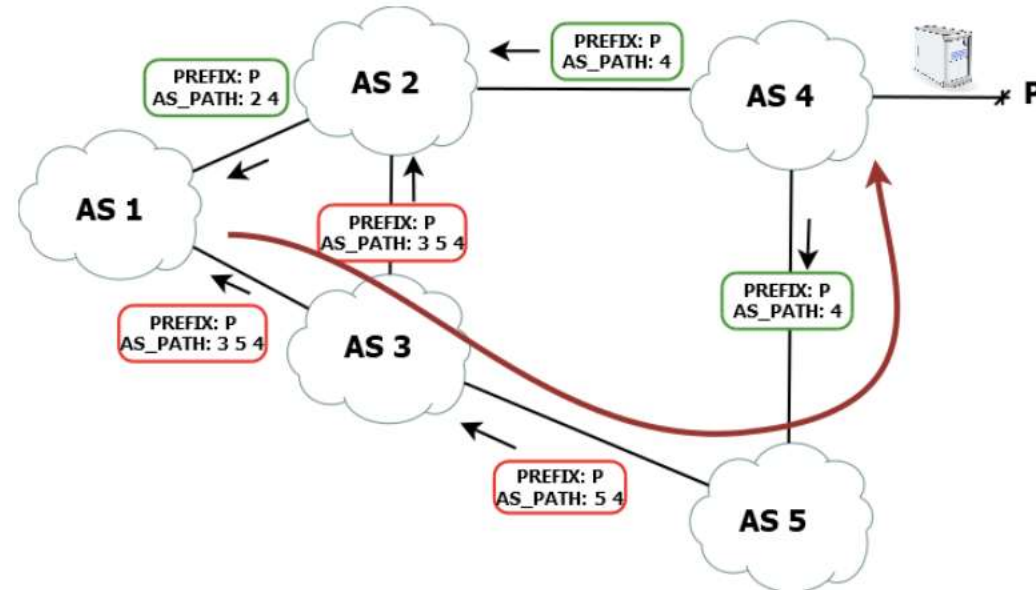 PREFIX: P
AS_PATH: 4
AS 2
PREFIX: P
AS_PATH: 2 4
AS 4
P
AS 1
PREFIX: P
AS_PATH: 3 5 4
PREFIX: P
AS_PATH: 4
PREFIX: P
AS_PATH: 3 5 4
AS 3
PREFIX: P
AS_PATH: 5 4
AS 5